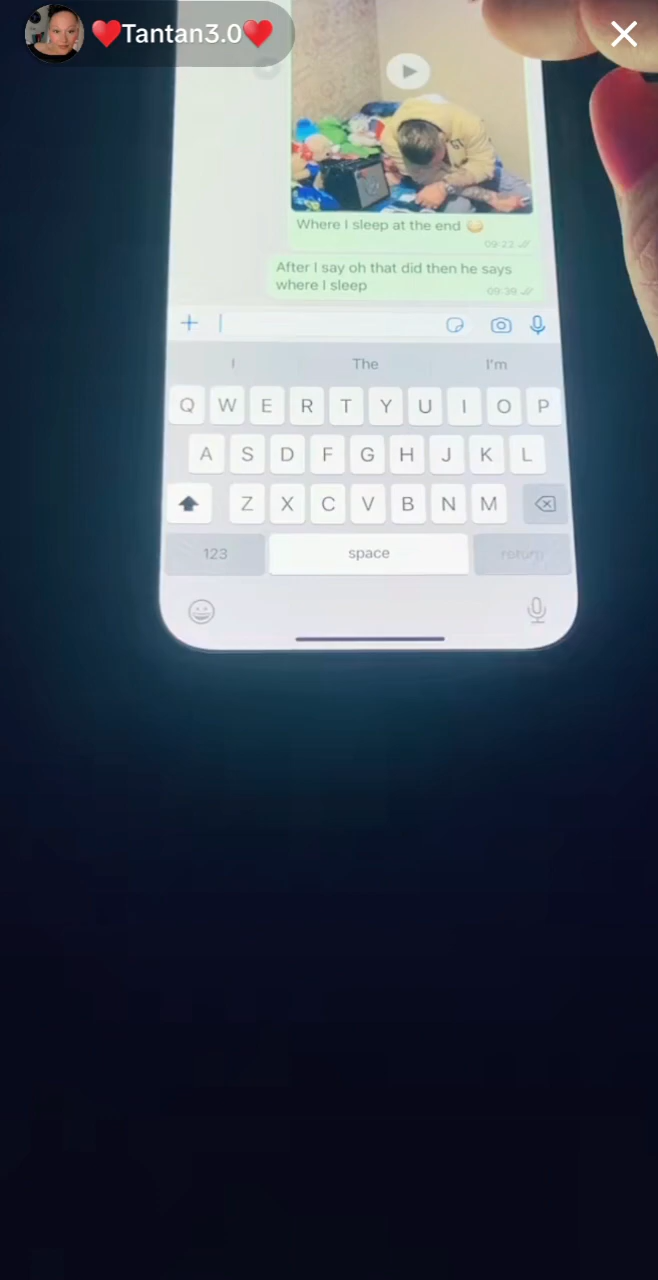 ❤️Tantan3.0❤️
Where I sleep at the end 😳
09:22
After I say oh that did then he says
where I sleep
09:39
! The I'm
Q W E R T Y U I O P
A S D F G H J K L
Z X C V B N M
123 space return